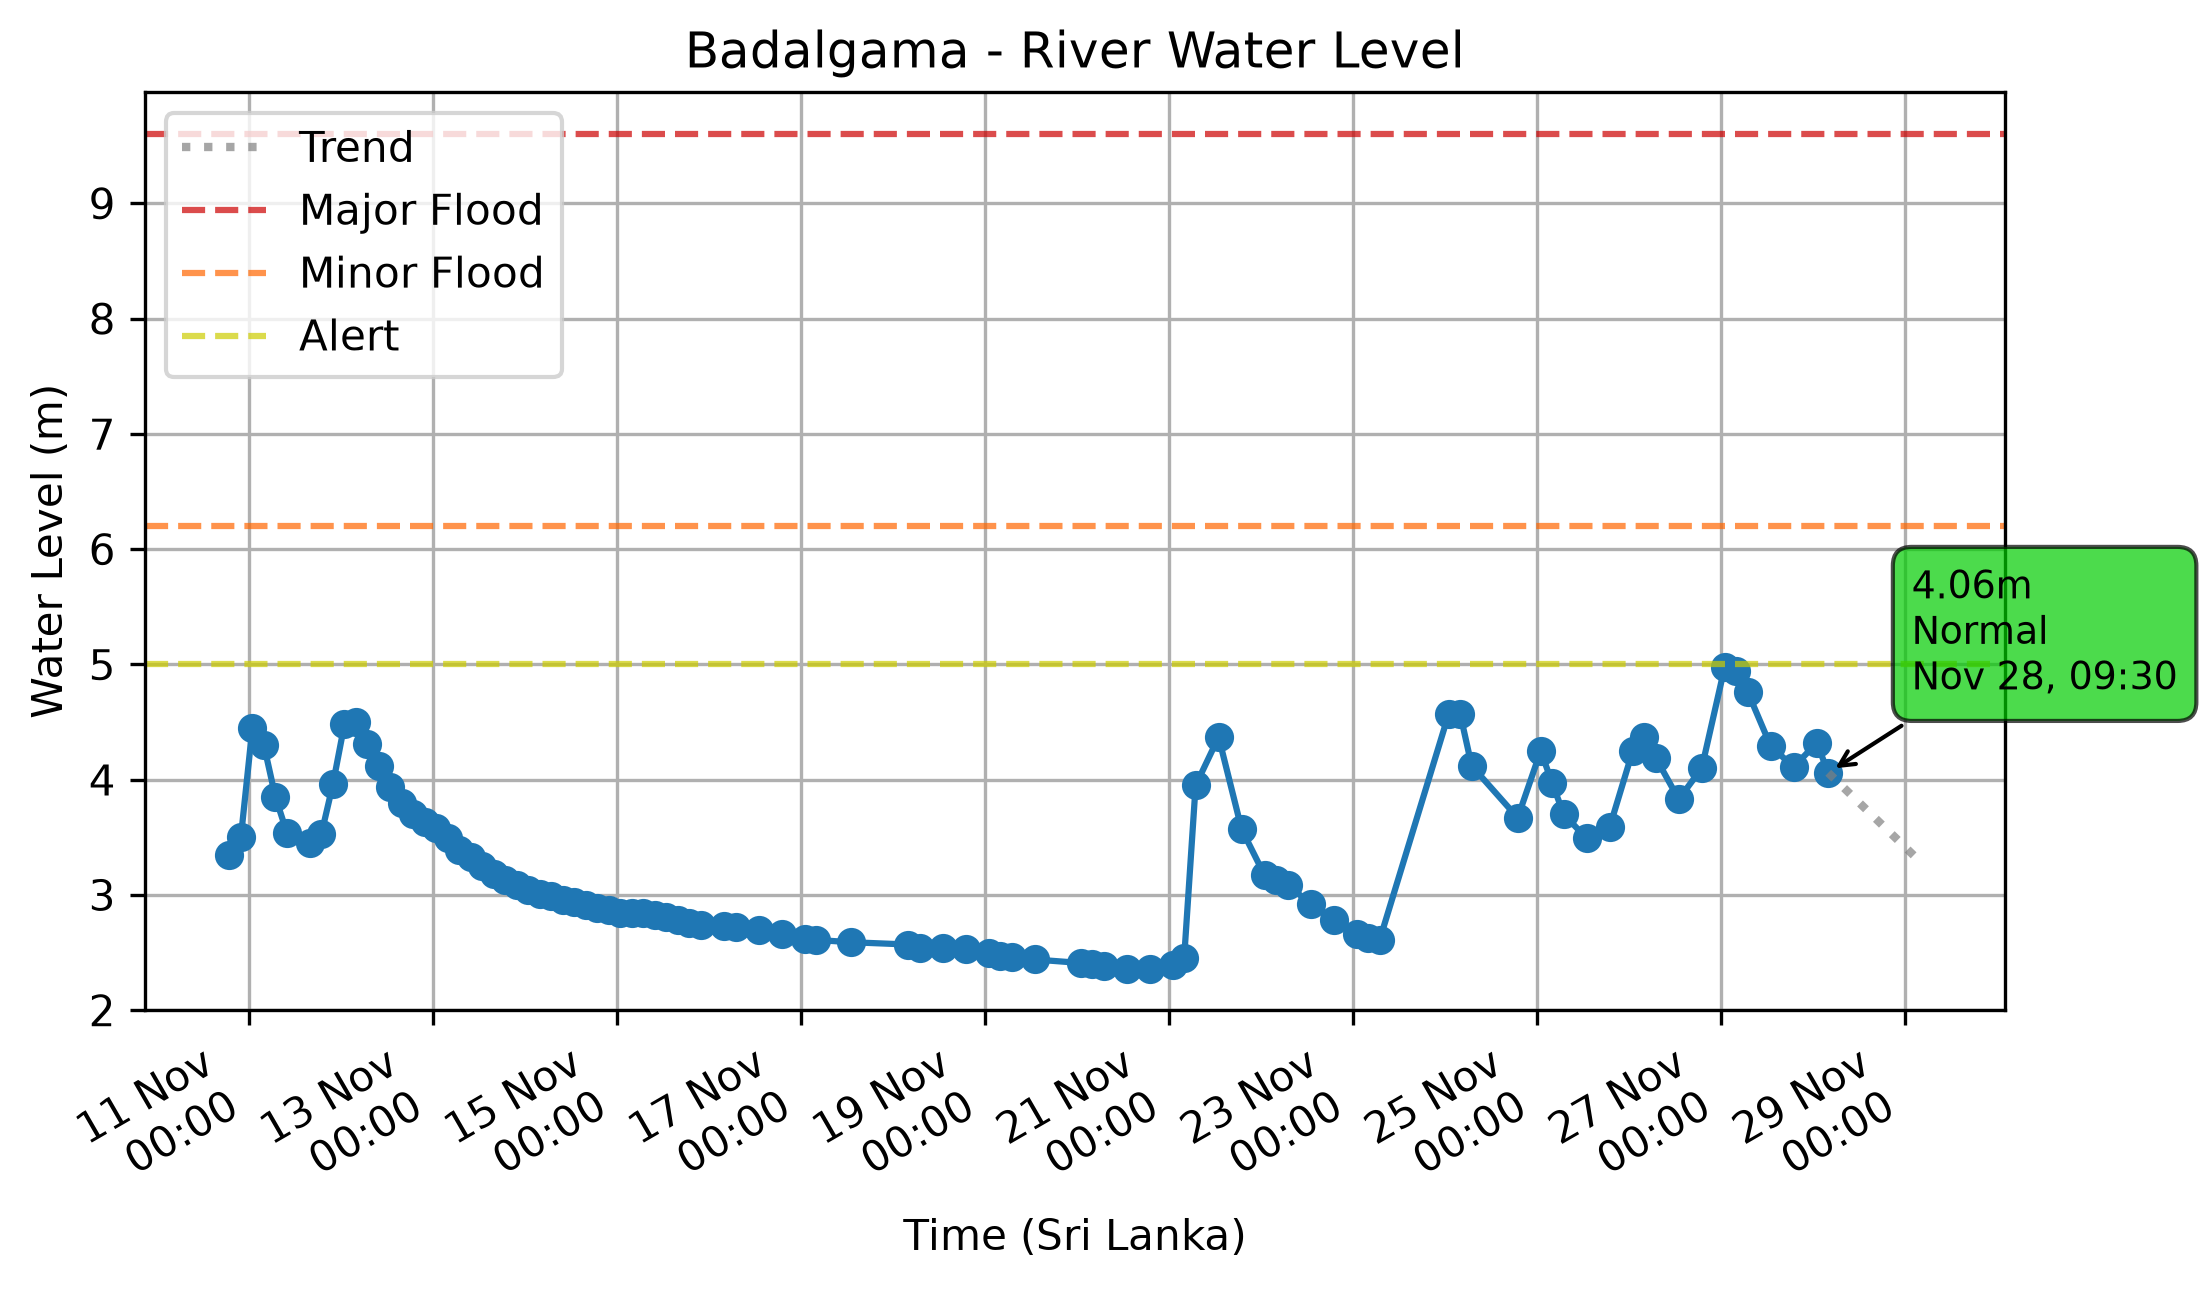 Badalgama - River Water Level
Trend
Major Flood
Minor Flood
Alert
Water Level (m)
9
8
7
6
5
4
3
2
4.06m
Normal
Nov 28, 09:30
11 Nov
00:00
13 Nov
00:00
15 Nov
00:00
17 Nov
00:00
19 Nov
00:00
21 Nov
00:00
23 Nov
00:00
25 Nov
00:00
27 Nov
00:00
29 Nov
00:00
Time (Sri Lanka)